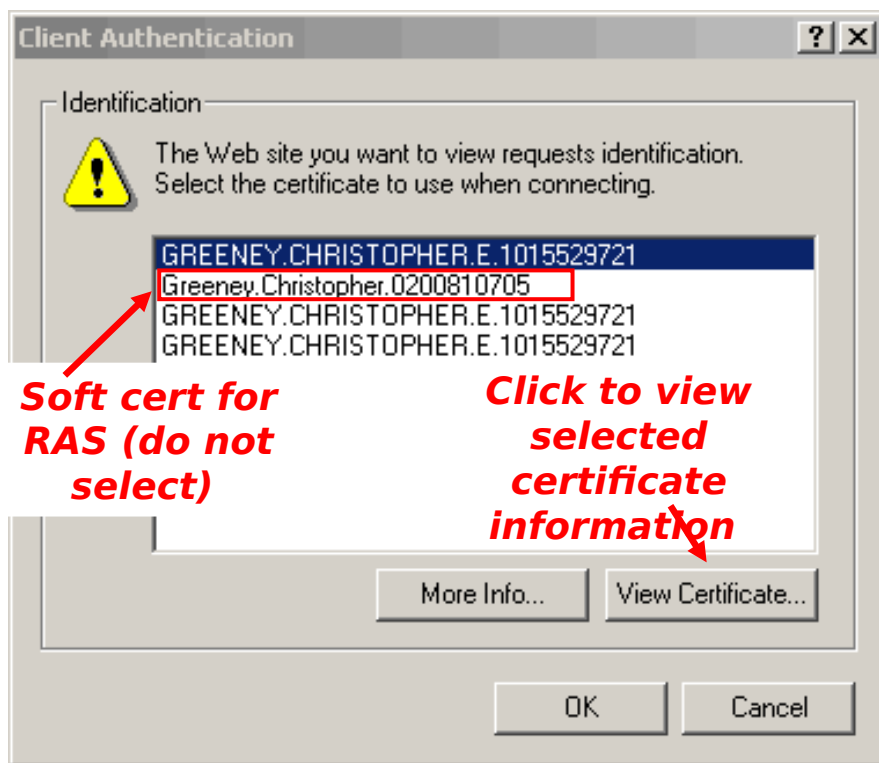 Client Authentication
Identification
The Web site you want to view requests identification.
Select the certificate to use when connecting.
GREENEY.CHRISTOPHER.E.1015529721
Greeney.Christopher.0200810705
GREENEY.CHRISTOPHER.E.1015529721
GREENEY.CHRISTOPHER.E.1015529721
Soft cert for
RAS (do not
select)
Click to view
selected
certificate
information
More Info...
View Certificate...
OK
Cancel